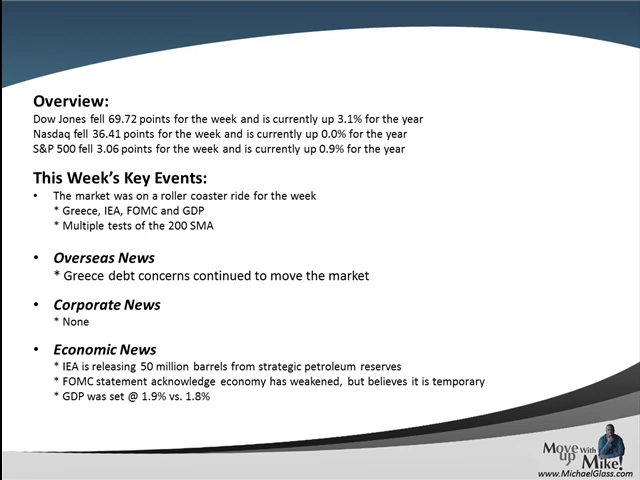 Overview:
Dow Jones fell 69.72 points for the week and is currently up 3.1% for the year
Nasdaq fell 36.41 points for the week and is currently up 0.0% for the year
S&P 500 fell 3.06 points for the week and is currently up 0.9% for the year
This Week's Key Events:
• The market was on a roller coaster ride for the week
* Greece, IEA, FOMC and GDP
* Multiple tests of the 200 SMA
• Overseas News
* Greece debt concerns continued to move the market
• Corporate News
* None
• Economic News
* IEA is releasing 50 million barrels from strategic petroleum reserves
* FOMC statement acknowledge economy has weakened, but believes it is temporary
* GDP was set @ 1.9% vs. 1.8%
Move up With Mike!
www.MichaelGlass.com